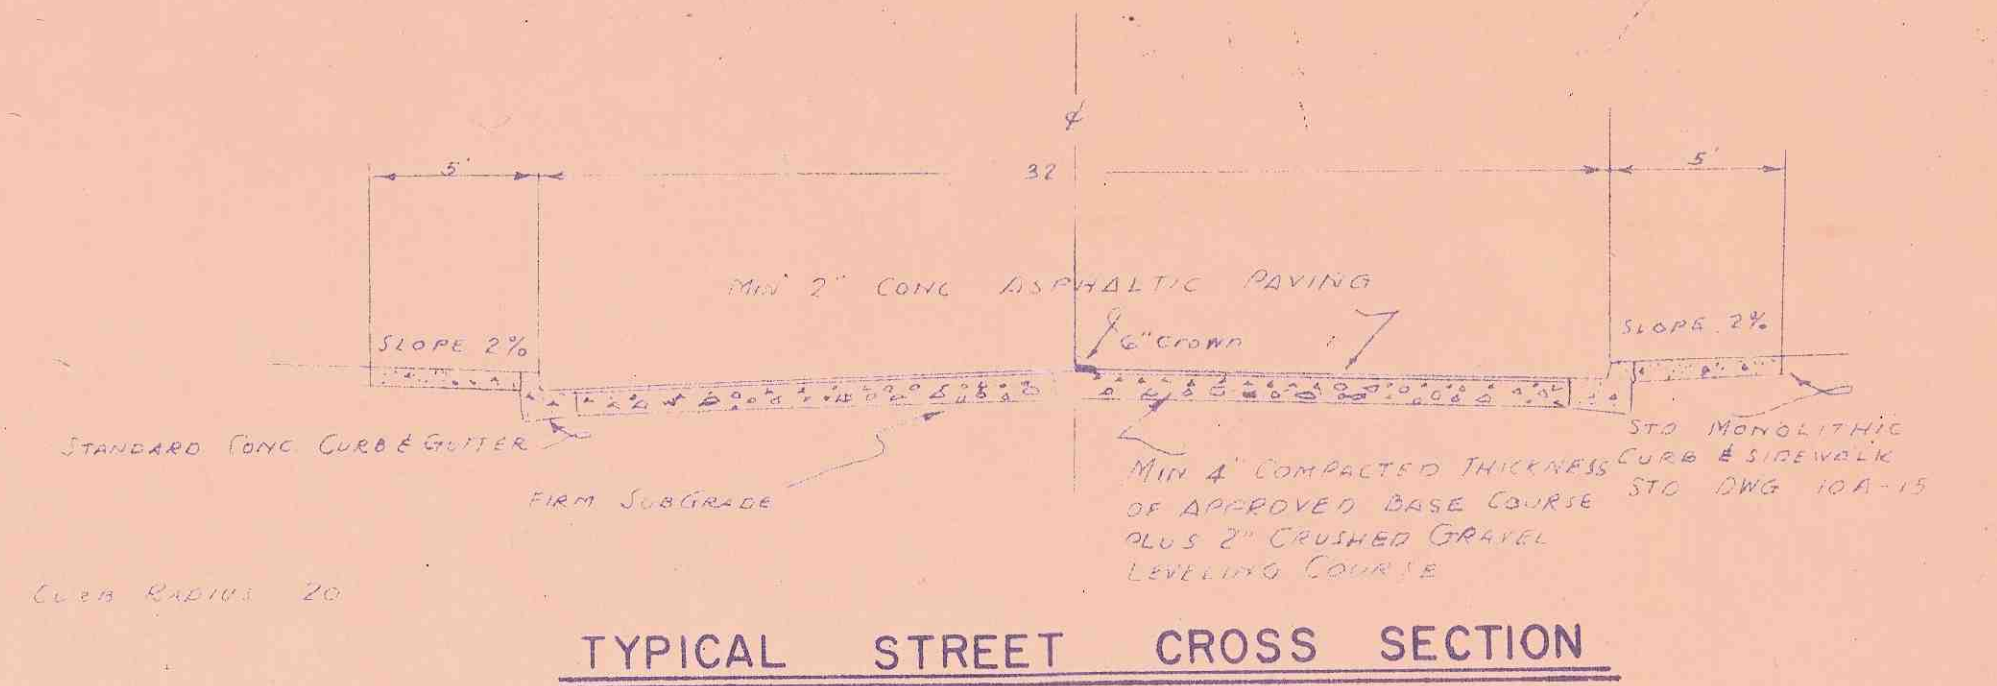 ℄
5' 32 5'
MIN 2" CONC ASPHALTIC PAVING
6" CROWN
SLOPE 2%
SLOPE 2%
STANDARD CONC. CURB & GUTTER
FIRM SUBGRADE
MIN 4" COMPACTED THICKNESS
OF APPROVED BASE COURSE
PLUS 2" CRUSHED GRAVEL
LEVELING COURSE
STD MONOLITHIC
CURB & SIDEWALK
STD DWG 10A-15
CURB RADIUS 20
TYPICAL STREET CROSS SECTION